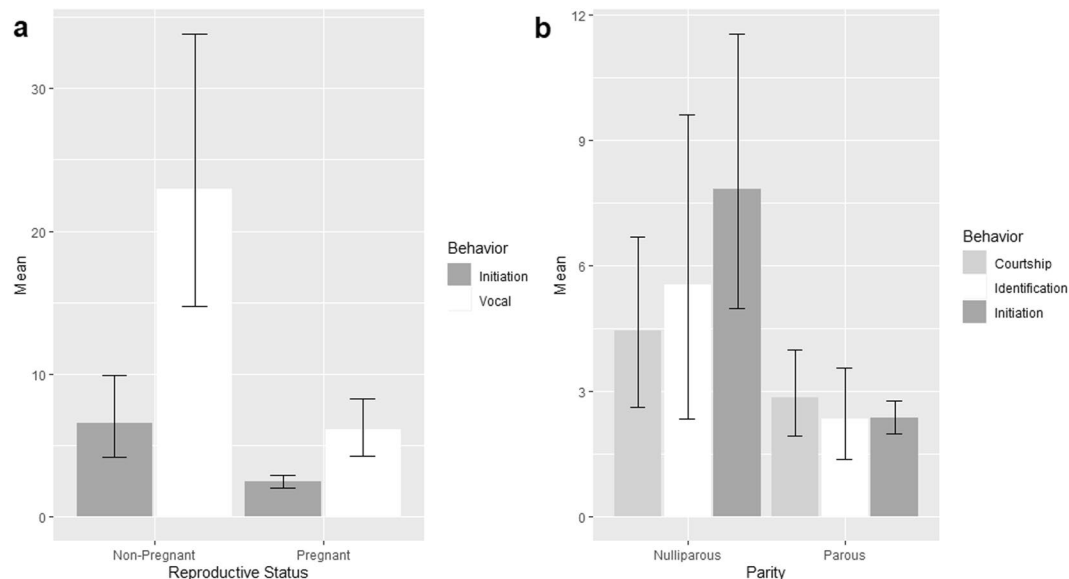 a
30
20
10
0
Mean
Non-Pregnant Pregnant
Reproductive Status
Behavior
Initiation
Vocal
b
12
9
6
3
0
Mean
Nulliparous Parous
Parity
Behavior
Courtship
Identification
Initiation